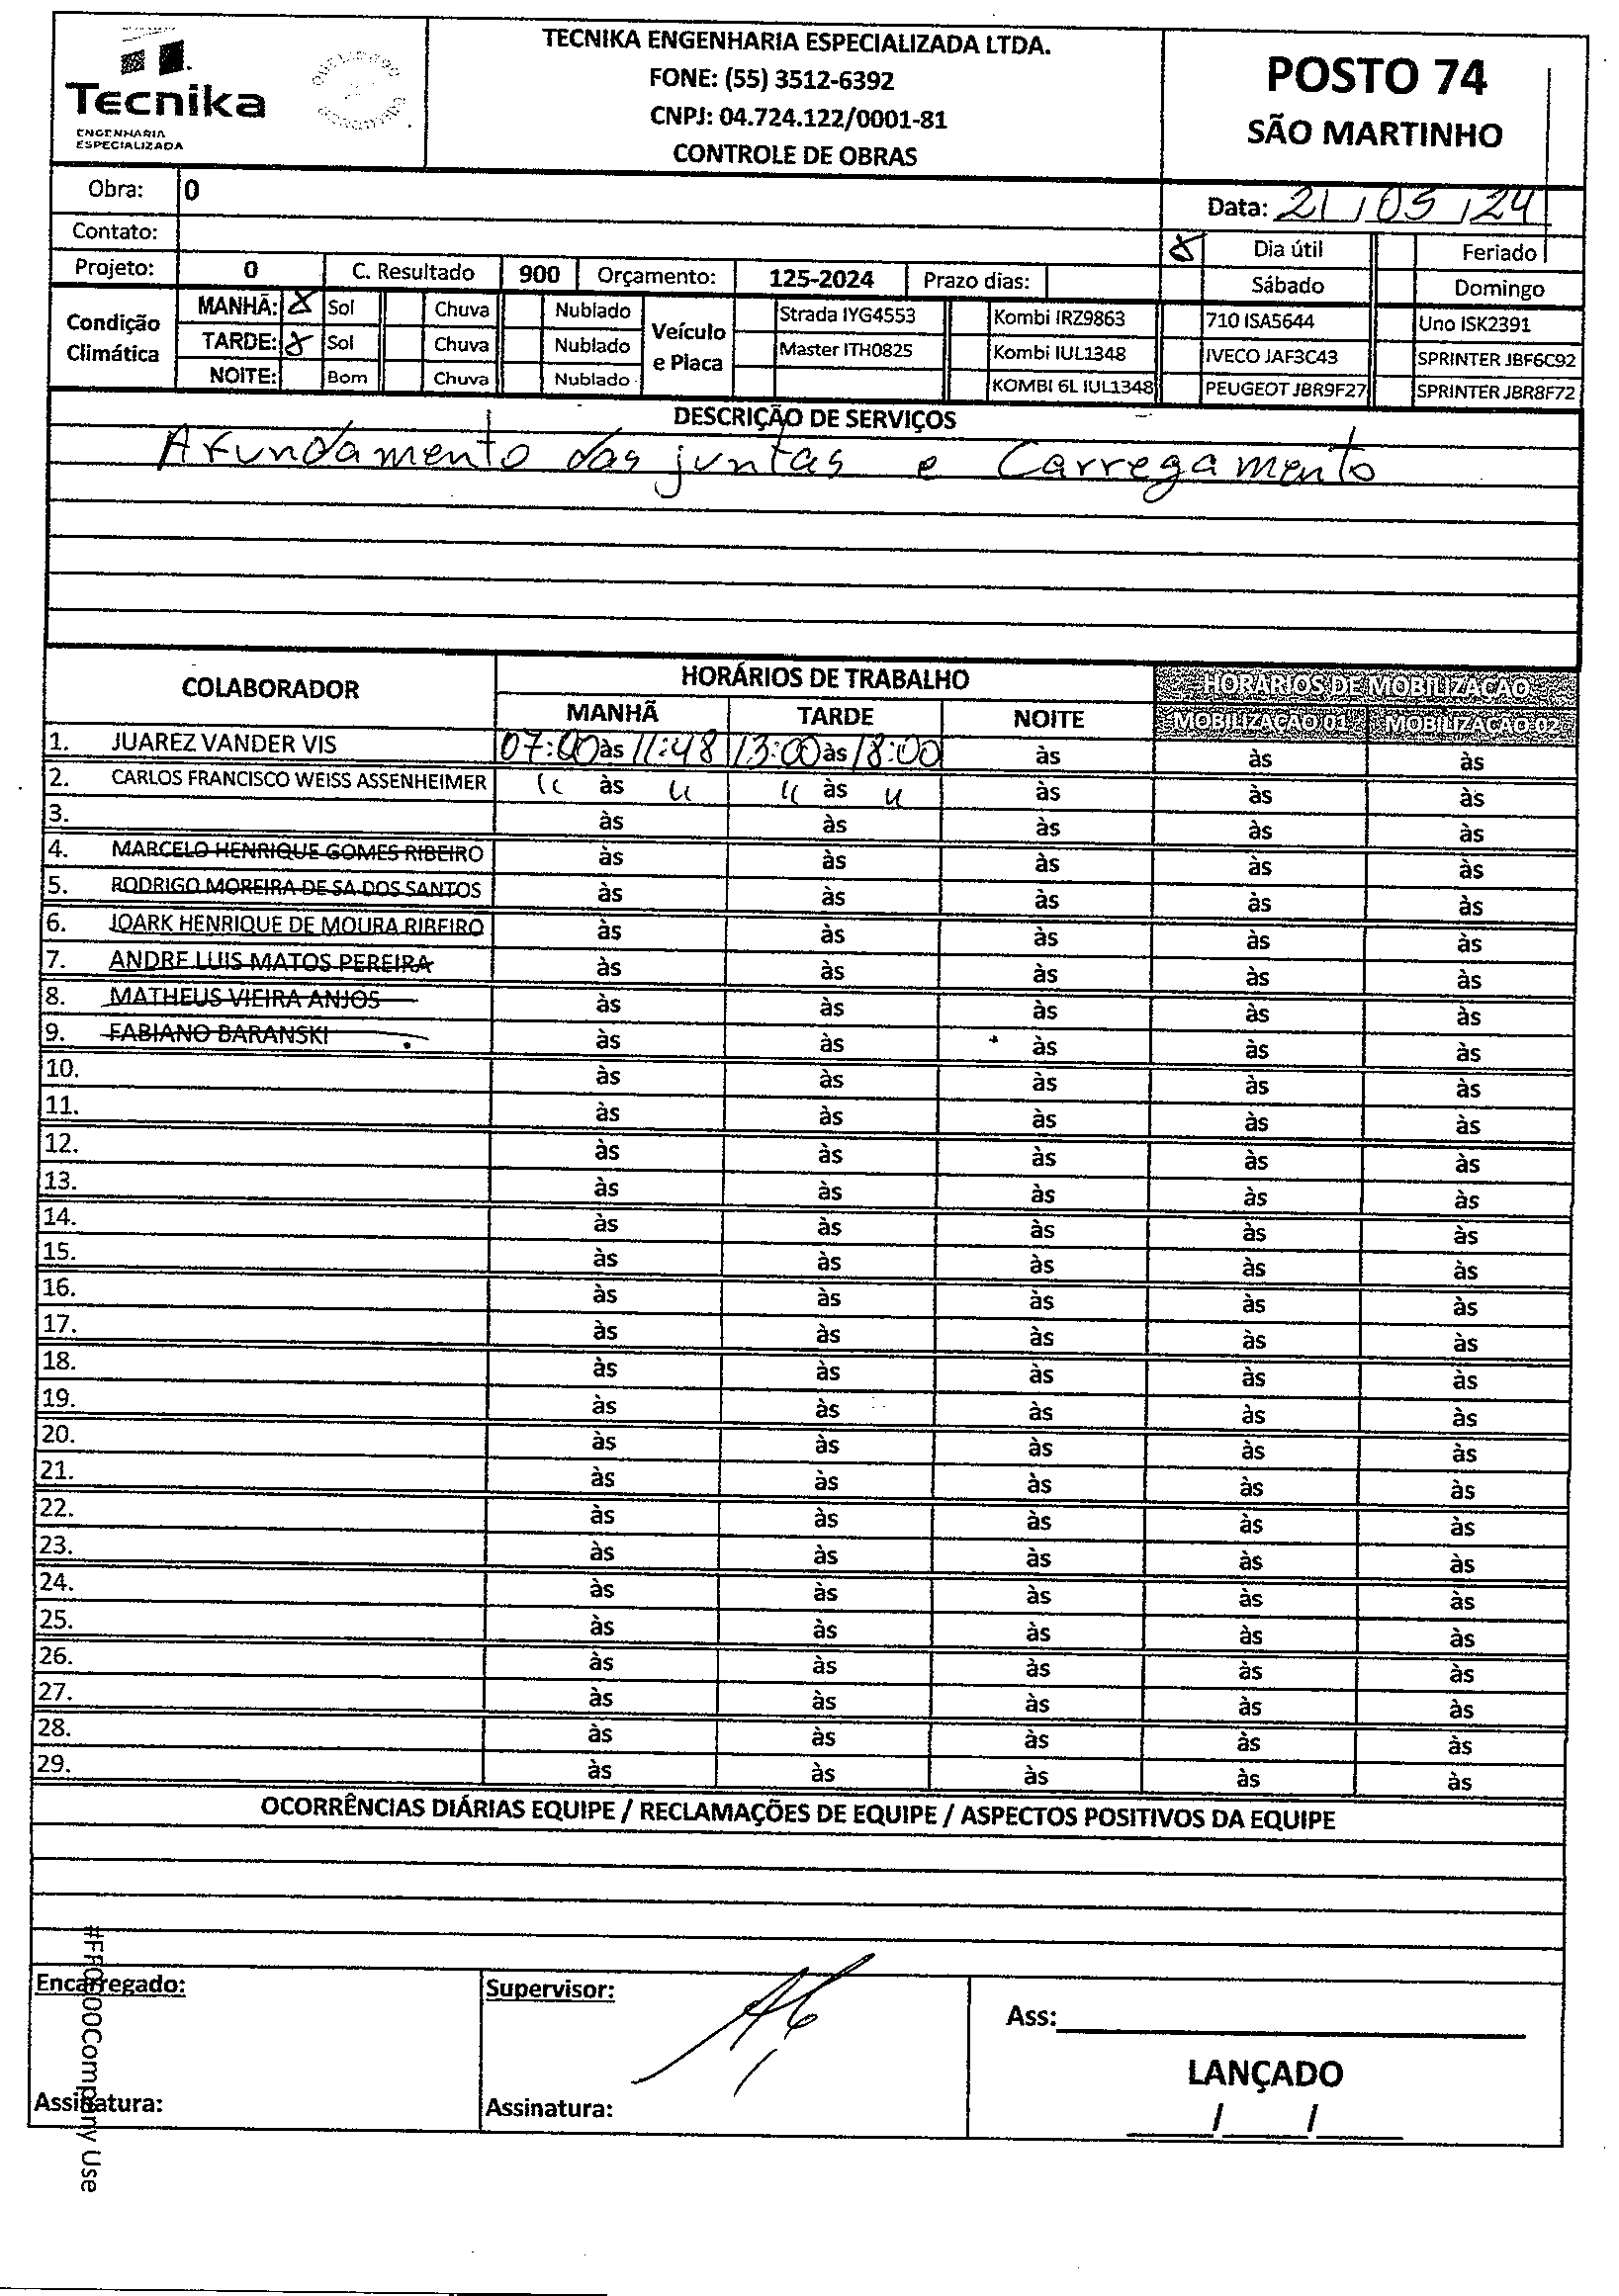 Tecnika
ENGENHARIA
ESPECIALIZADA
TECNIKA ENGENHARIA ESPECIALIZADA LTDA.
FONE: (55) 3512-6392
CNPJ: 04.724.122/0001-81
CONTROLE DE OBRAS
POSTO 74
SÃO MARTINHO
Obra: 0
Data: 21/05/24
Contato:
X Dia útil Feriado
Projeto: 0 C. Resultado 900 Orçamento: 125-2024 Prazo dias: Sábado Domingo
Condição Climática
MANHÃ: X Sol Chuva Nublado
TARDE: X Sol Chuva Nublado
NOITE: Bom Chuva Nublado
Veículo e Placa
Strada IYG4553 Kombi IRZ9863 710 ISA5644 Uno ISK2391
Master ITH0825 Kombi IUL1348 IVECO JAF3C43 SPRINTER JBF6C92
KOMBI 6L IUL1348 PEUGEOT JBR9F27 SPRINTER JBR8F72
DESCRIÇÃO DE SERVIÇOS
Afundamento das juntas e Carregamento
COLABORADOR HORÁRIOS DE TRABALHO HORÁRIOS DE MOBILIZAÇÃO
MANHÃ TARDE NOITE MOBILIZAÇÃO 01 MOBILIZAÇÃO 02
1. JUAREZ VANDER VIS 07:00 às 11:48 13:00 às 18:00 às às às
2. CARLOS FRANCISCO WEISS ASSENHEIMER " às " " às " às às às
3. às às às às às
4. MARCELO HENRIQUE GOMES RIBEIRO às às às às às
5. RODRIGO MOREIRA DE SA DOS SANTOS às às às às às
6. JOARK HENRIQUE DE MOURA RIBEIRO às às às às às
7. ANDRE LUIS MATOS PEREIRA às às às às às
8. MATHEUS VIEIRA ANJOS às às às às às
9. FABIANO BARANSKI às às às às às
10. às às às às às
11. às às às às às
12. às às às às às
13. às às às às às
14. às às às às às
15. às às às às às
16. às às às às às
17. às às às às às
18. às às às às às
19. às às às às às
20. às às às às às
21. às às às às às
22. às às às às às
23. às às às às às
24. às às às às às
25. às às às às às
26. às às às às às
27. às às às às às
28. às às às às às
29. às às às às às
OCORRÊNCIAS DIÁRIAS EQUIPE / RECLAMAÇÕES DE EQUIPE / ASPECTOS POSITIVOS DA EQUIPE
Encarregado: Supervisor:
Ass:
LANÇADO
Assinatura: Assinatura:
/ /
#FF0000Company Use